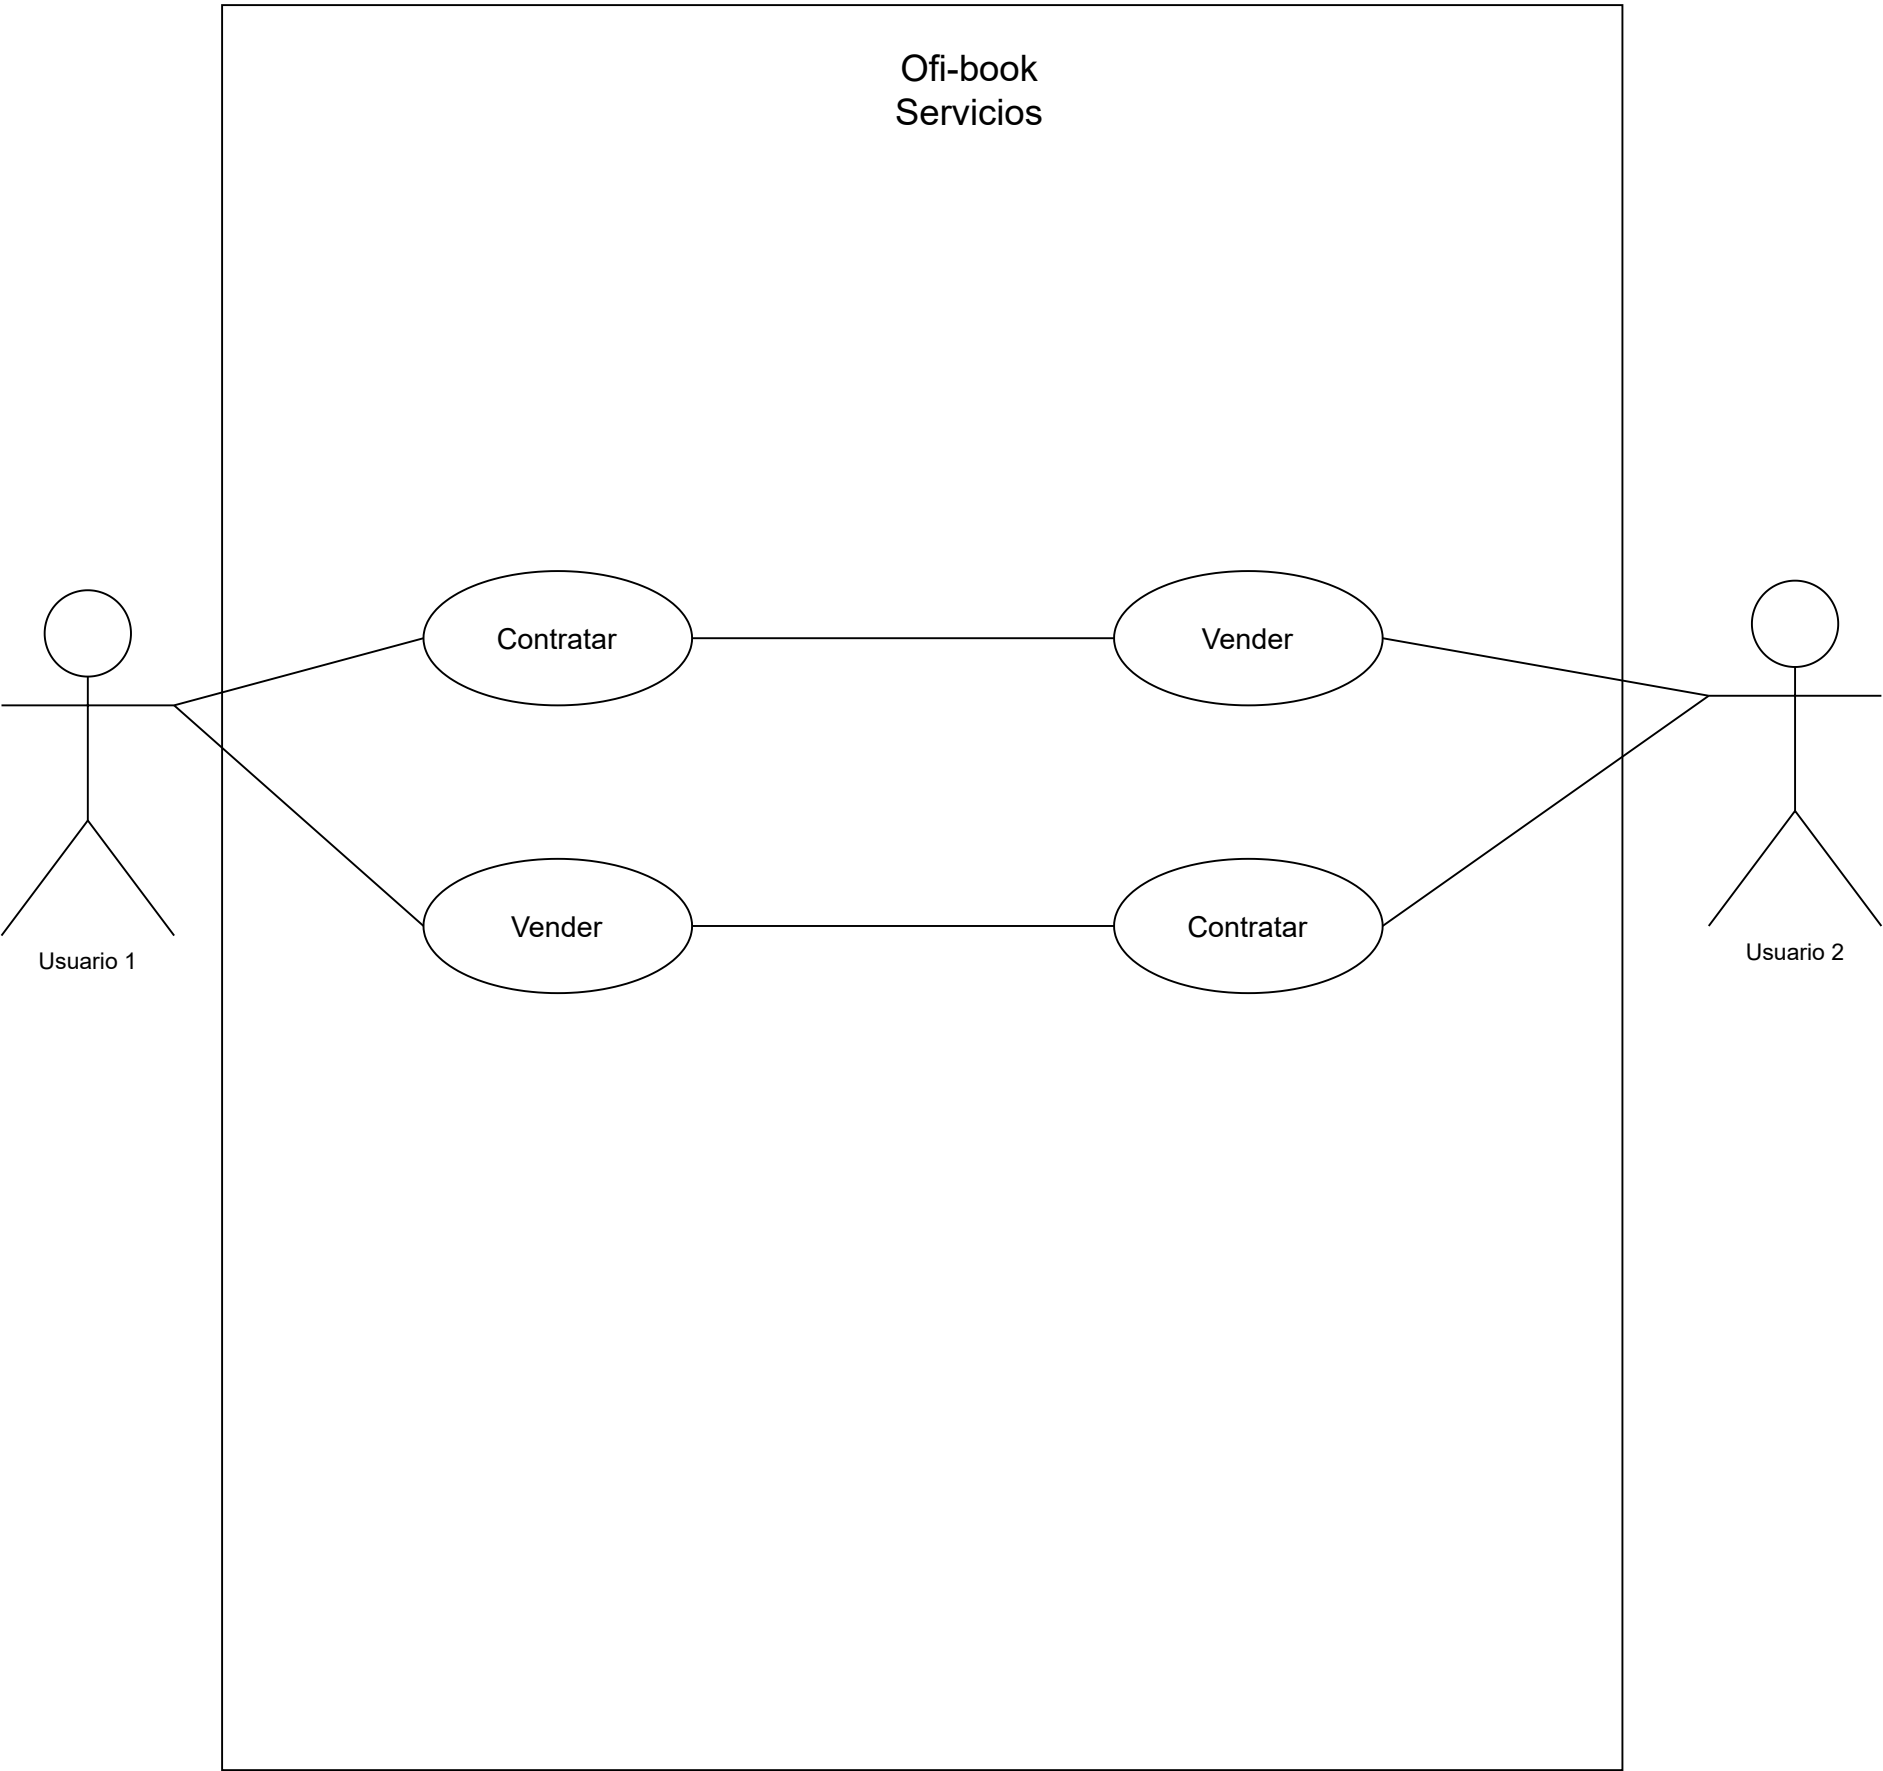 Ofi-book
Servicios
Contratar
Vender
Vender
Contratar
Usuario 1
Usuario 2